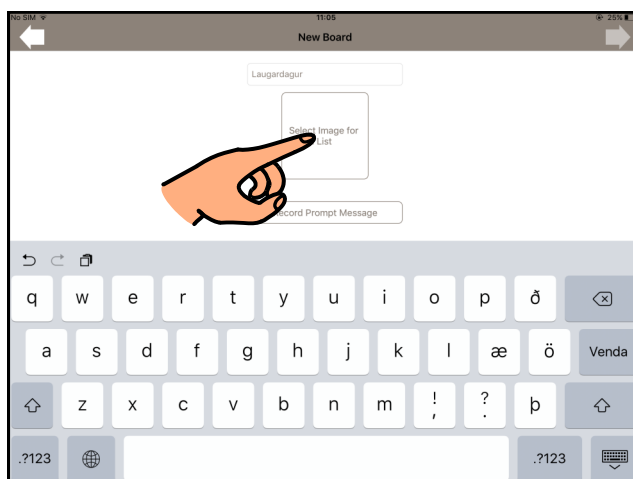 No SIM 11:05 25%
New Board
Laugardagur
Select Image for
List
Record Prompt Message
q w e r t y u i o p ð
a s d f g h j k l æ ö Venda
z x c v b n m ! , ? . þ
.?123 .?123